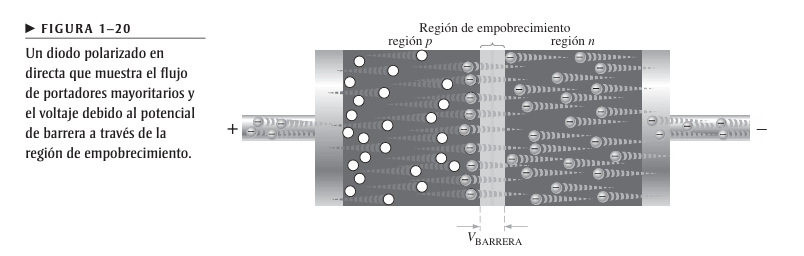 ► FIGURA 1–20
Un diodo polarizado en
directa que muestra el flujo
de portadores mayoritarios y
el voltaje debido al potencial
de barrera a través de la
región de empobrecimiento.
Región de empobrecimiento
región p
región n
+
–
VBARRERA